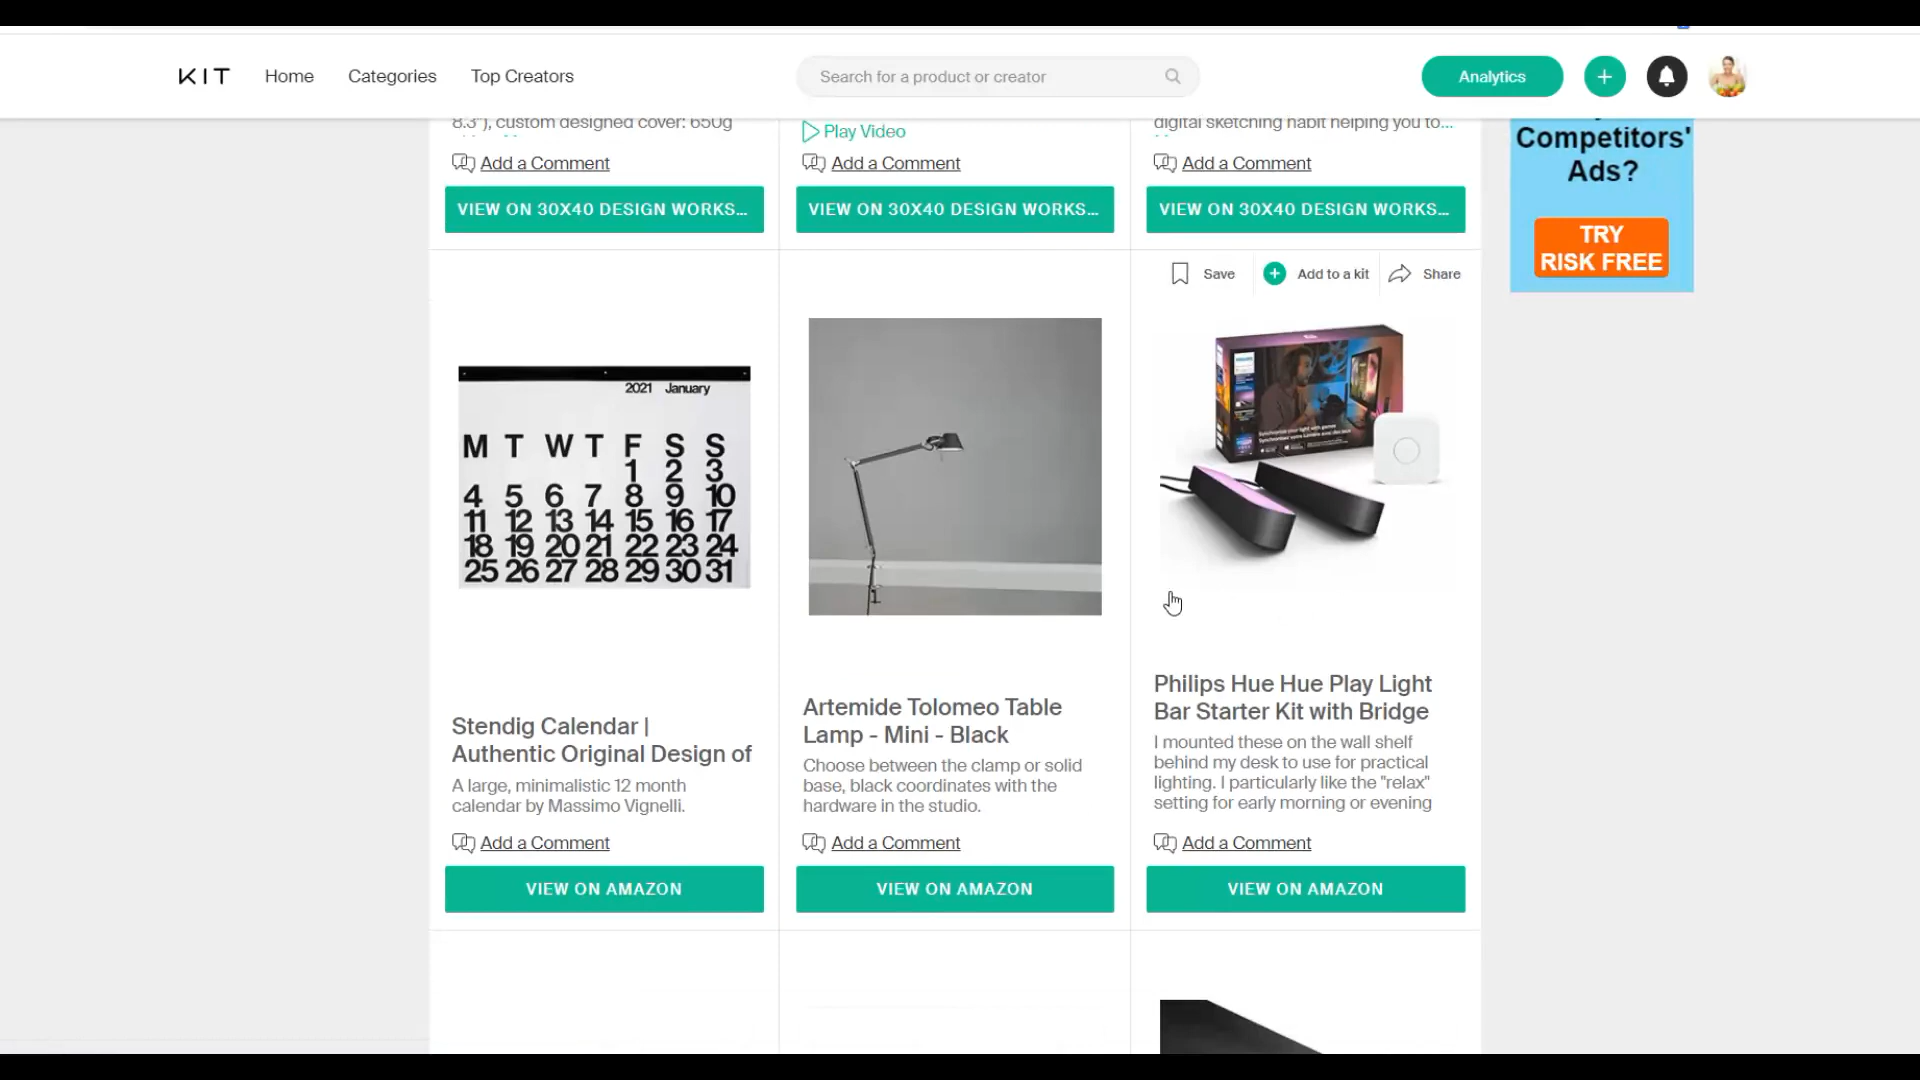 KIT Home Categories Top Creators Search for a product or creator Analytics
8.3"), custom designed cover: 650g
Add a Comment
VIEW ON 30X40 DESIGN WORKS...
Play Video
Add a Comment
VIEW ON 30X40 DESIGN WORKS...
digital sketching habit helping you to...
Add a Comment
VIEW ON 30X40 DESIGN WORKS...
Competitors'
Ads?
TRY
RISK FREE
2021 January
M T W T F S S
1 2 3
4 5 6 7 8 9 10
11 12 13 14 15 16 17
18 19 20 21 22 23 24
25 26 27 28 29 30 31
Stendig Calendar |
Authentic Original Design of
A large, minimalistic 12 month
calendar by Massimo Vignelli.
Add a Comment
VIEW ON AMAZON
Artemide Tolomeo Table
Lamp - Mini - Black
Choose between the clamp or solid
base, black coordinates with the
hardware in the studio.
Add a Comment
VIEW ON AMAZON
Save Add to a kit Share
Philips Hue Hue Play Light
Bar Starter Kit with Bridge
I mounted these on the wall shelf
behind my desk to use for practical
lighting. I particularly like the "relax"
setting for early morning or evening
Add a Comment
VIEW ON AMAZON